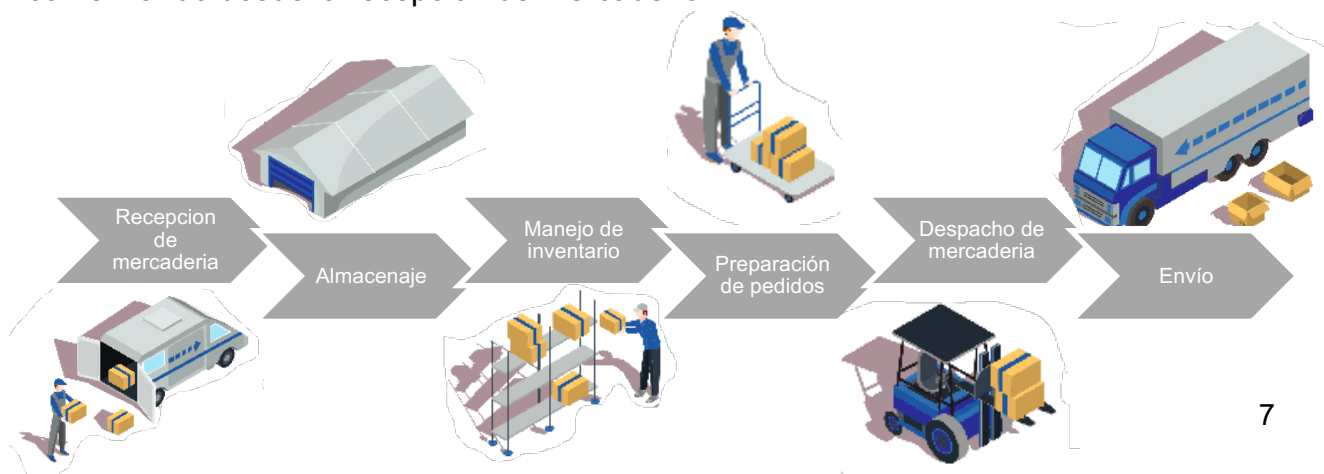 Recepcion
de
mercaderia
Almacenaje
Manejo de
inventario
Preparación
de pedidos
Despacho de
mercaderia
Envío
7